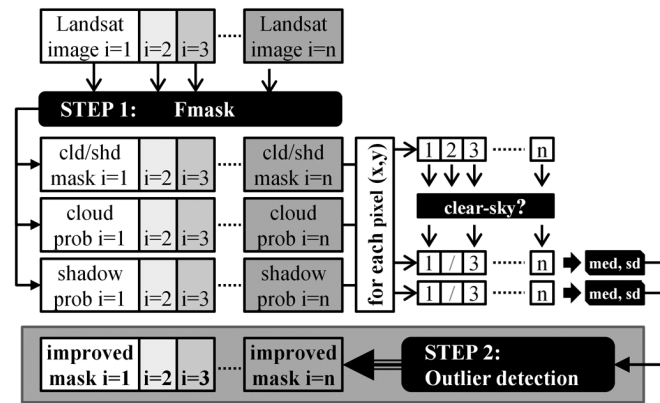 Landsat
image i=1 i=2 i=3 ...... Landsat
image i=n
STEP 1: Fmask
cld/shd
mask i=1 i=2 i=3 ...... cld/shd
mask i=n
cloud
prob i=1 i=2 i=3 ...... cloud
prob i=n
shadow
prob i=1 i=2 i=3 ...... shadow
prob i=n
for each pixel (x,y)
1 2 3 ...... n
clear-sky?
1 / 3 ...... n med, sd
1 / 3 ...... n med, sd
improved
mask i=1 i=2 i=3 ...... improved
mask i=n
STEP 2:
Outlier detection